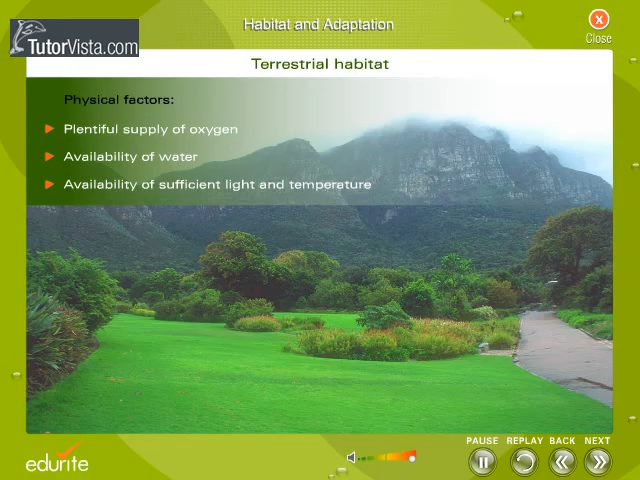 Habitat and Adaptation
X
Close
TutorVista.com
Terrestrial habitat
Physical factors:
Plentiful supply of oxygen
Availability of water
Availability of sufficient light and temperature
PAUSE REPLAY BACK NEXT
edurite